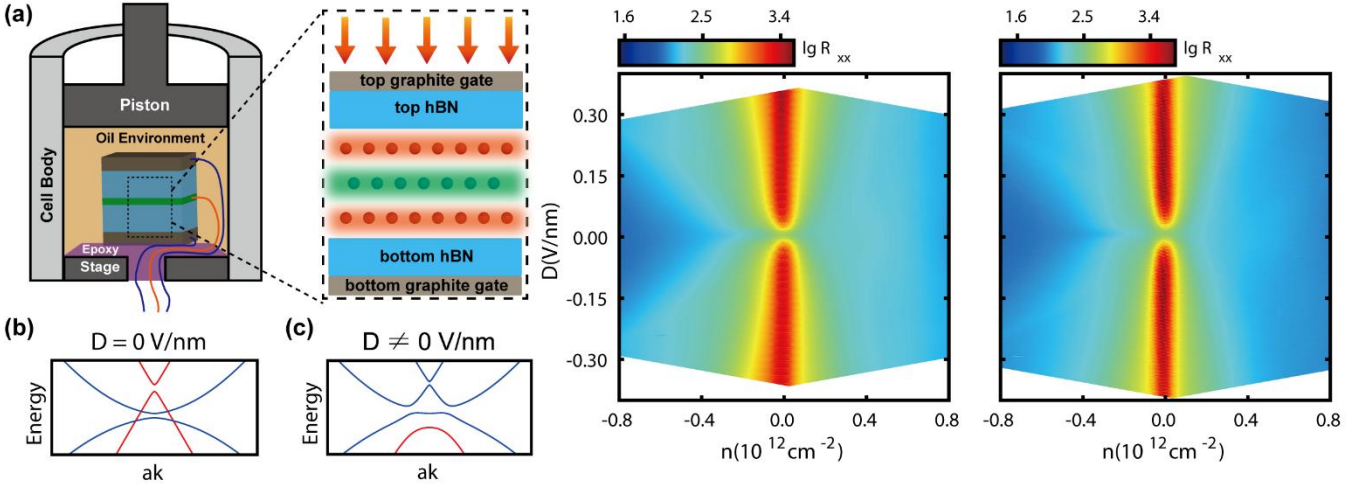 (a)
Piston
Oil Environment
Cell Body
Epoxy
Stage
top graphite gate
top hBN
bottom hBN
bottom graphite gate
(b)
D = 0 V/nm
Energy
ak
(c)
D ≠ 0 V/nm
Energy
ak
1.6 2.5 3.4
lg R xx
D(V/nm)
0.30
0.15
0.00
-0.15
-0.30
-0.8 -0.4 0.0 0.4 0.8
n(10 12 cm -2
1.6 2.5 3.4
lg R xx
-0.8 -0.4 0.0 0.4 0.8
n(10 12 cm -2